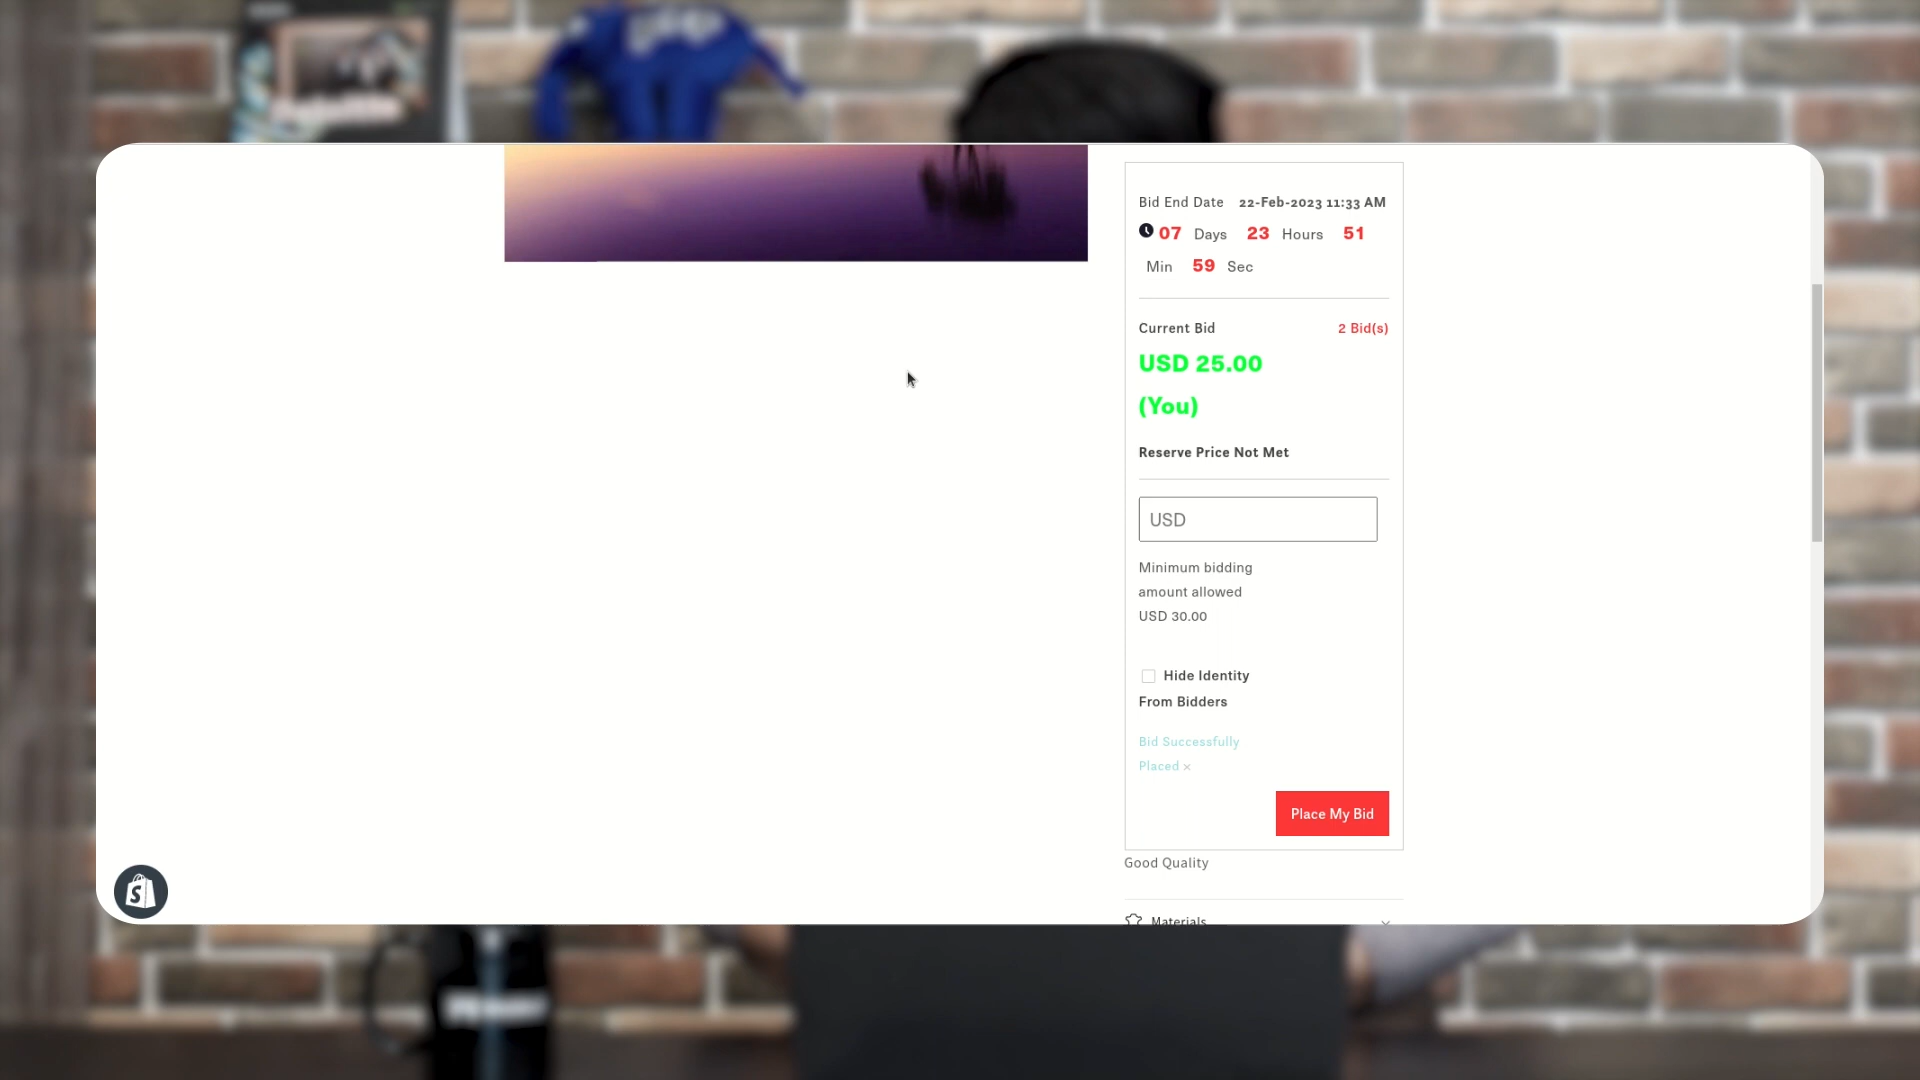 Bid End Date 22-Feb-2023 11:33 AM
07 Days 23 Hours 51
Min 59 Sec
Current Bid 2 Bid(s)
USD 25.00
(You)
Reserve Price Not Met
USD
Minimum bidding
amount allowed
USD 30.00
Hide Identity
From Bidders
Bid Successfully
Placed ×
Place My Bid
Good Quality
Materials